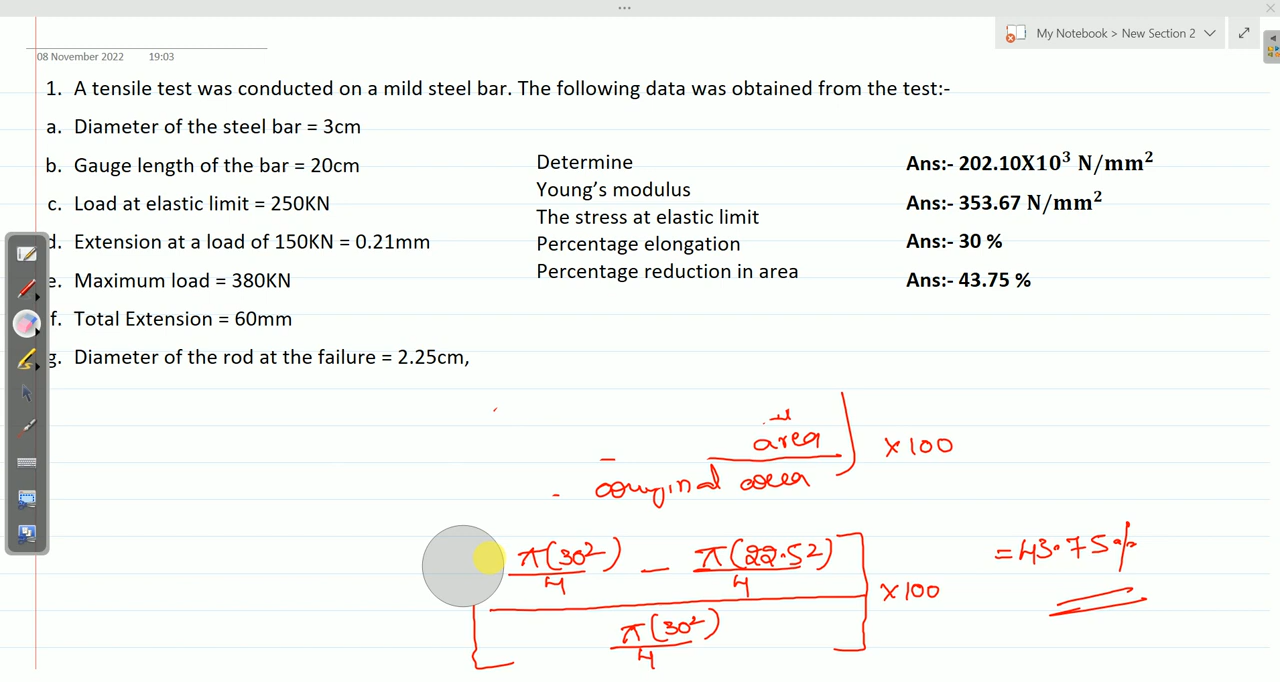 My Notebook > New Section 2
08 November 2022 19:03
1. A tensile test was conducted on a mild steel bar. The following data was obtained from the test:-
a. Diameter of the steel bar = 3cm
b. Gauge length of the bar = 20cm
c. Load at elastic limit = 250KN
d. Extension at a load of 150KN = 0.21mm
e. Maximum load = 380KN
f. Total Extension = 60mm
g. Diameter of the rod at the failure = 2.25cm,
Determine
Young's modulus
The stress at elastic limit
Percentage elongation
Percentage reduction in area
Ans:- 202.10X10³ N/mm²
Ans:- 353.67 N/mm²
Ans:- 30 %
Ans:- 43.75 %
area
× 100
original area
π(30²)/4 − π(22.5²)/4
× 100
π(30²)/4
= 43.75%